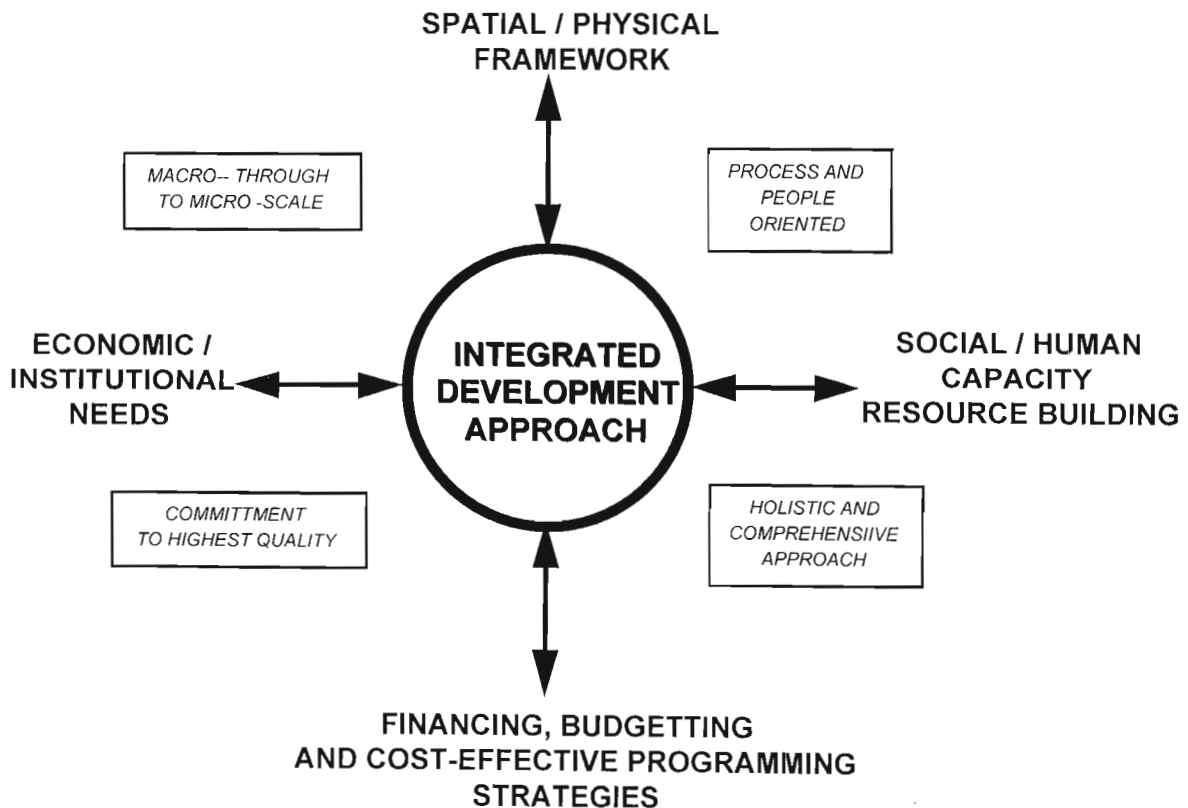 SPATIAL / PHYSICAL
FRAMEWORK
MACRO-- THROUGH
TO MICRO -SCALE
PROCESS AND
PEOPLE
ORIENTED
ECONOMIC /
INSTITUTIONAL
NEEDS
INTEGRATED
DEVELOPMENT
APPROACH
SOCIAL / HUMAN
CAPACITY
RESOURCE BUILDING
COMMITTMENT
TO HIGHEST QUALITY
HOLISTIC AND
COMPREHENSIIVE
APPROACH
FINANCING, BUDGETTING
AND COST-EFFECTIVE PROGRAMMING
STRATEGIES